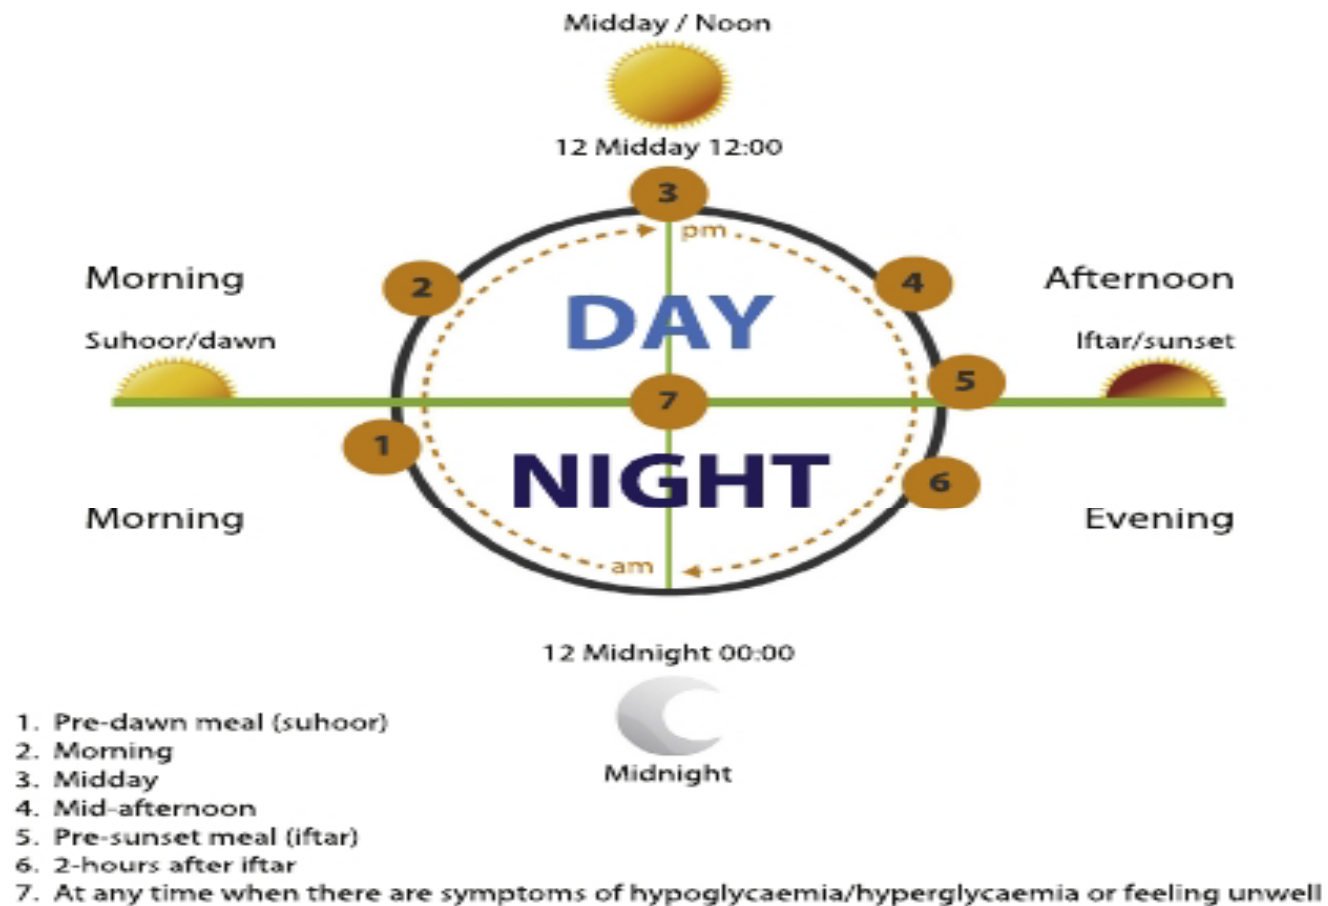 Midday / Noon
12 Midday 12:00
3
pm
2
4
Morning
Afternoon
DAY
Suhoor/dawn
Iftar/sunset
5
7
1
NIGHT
6
Morning
Evening
am
12 Midnight 00:00
Midnight
1. Pre-dawn meal (suhoor)
2. Morning
3. Midday
4. Mid-afternoon
5. Pre-sunset meal (iftar)
6. 2-hours after iftar
7. At any time when there are symptoms of hypoglycaemia/hyperglycaemia or feeling unwell